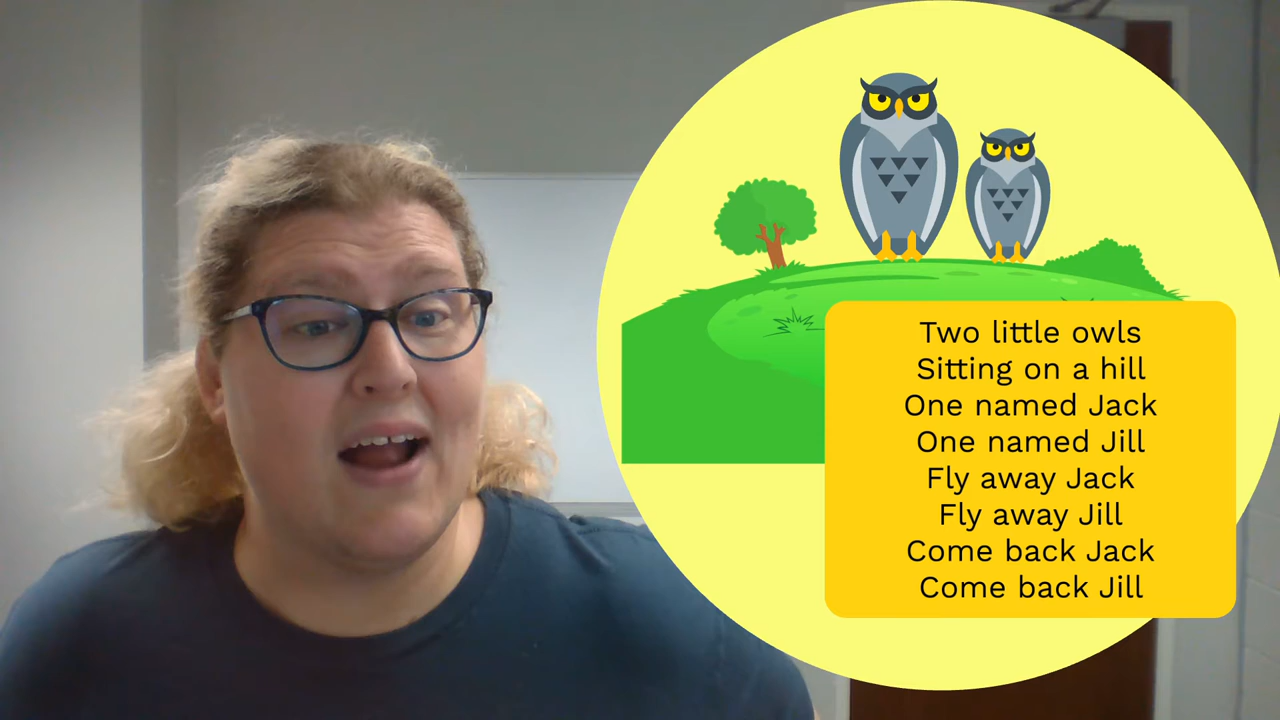 Two little owls
Sitting on a hill
One named Jack
One named Jill
Fly away Jack
Fly away Jill
Come back Jack
Come back Jill